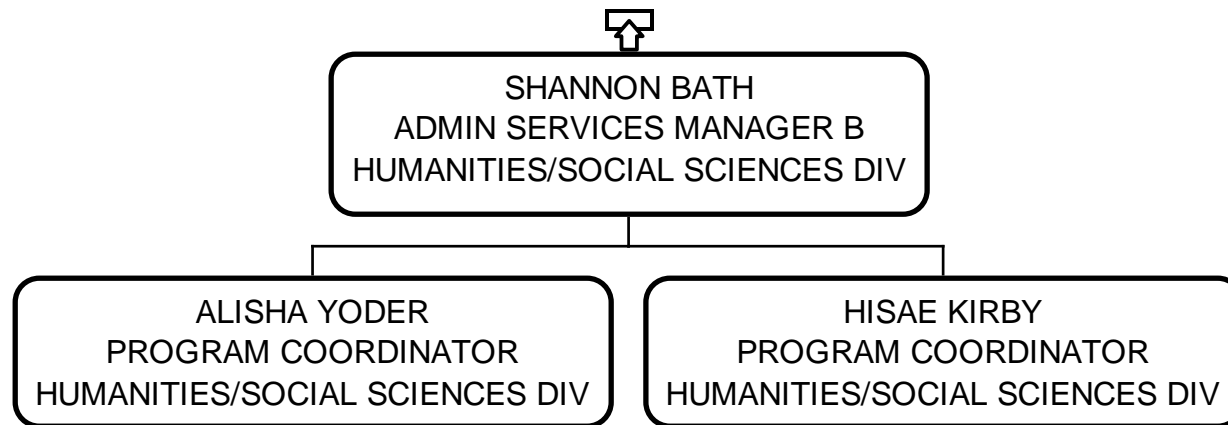 SHANNON BATH
ADMIN SERVICES MANAGER B
HUMANITIES/SOCIAL SCIENCES DIV
ALISHA YODER
PROGRAM COORDINATOR
HUMANITIES/SOCIAL SCIENCES DIV
HISAE KIRBY
PROGRAM COORDINATOR
HUMANITIES/SOCIAL SCIENCES DIV